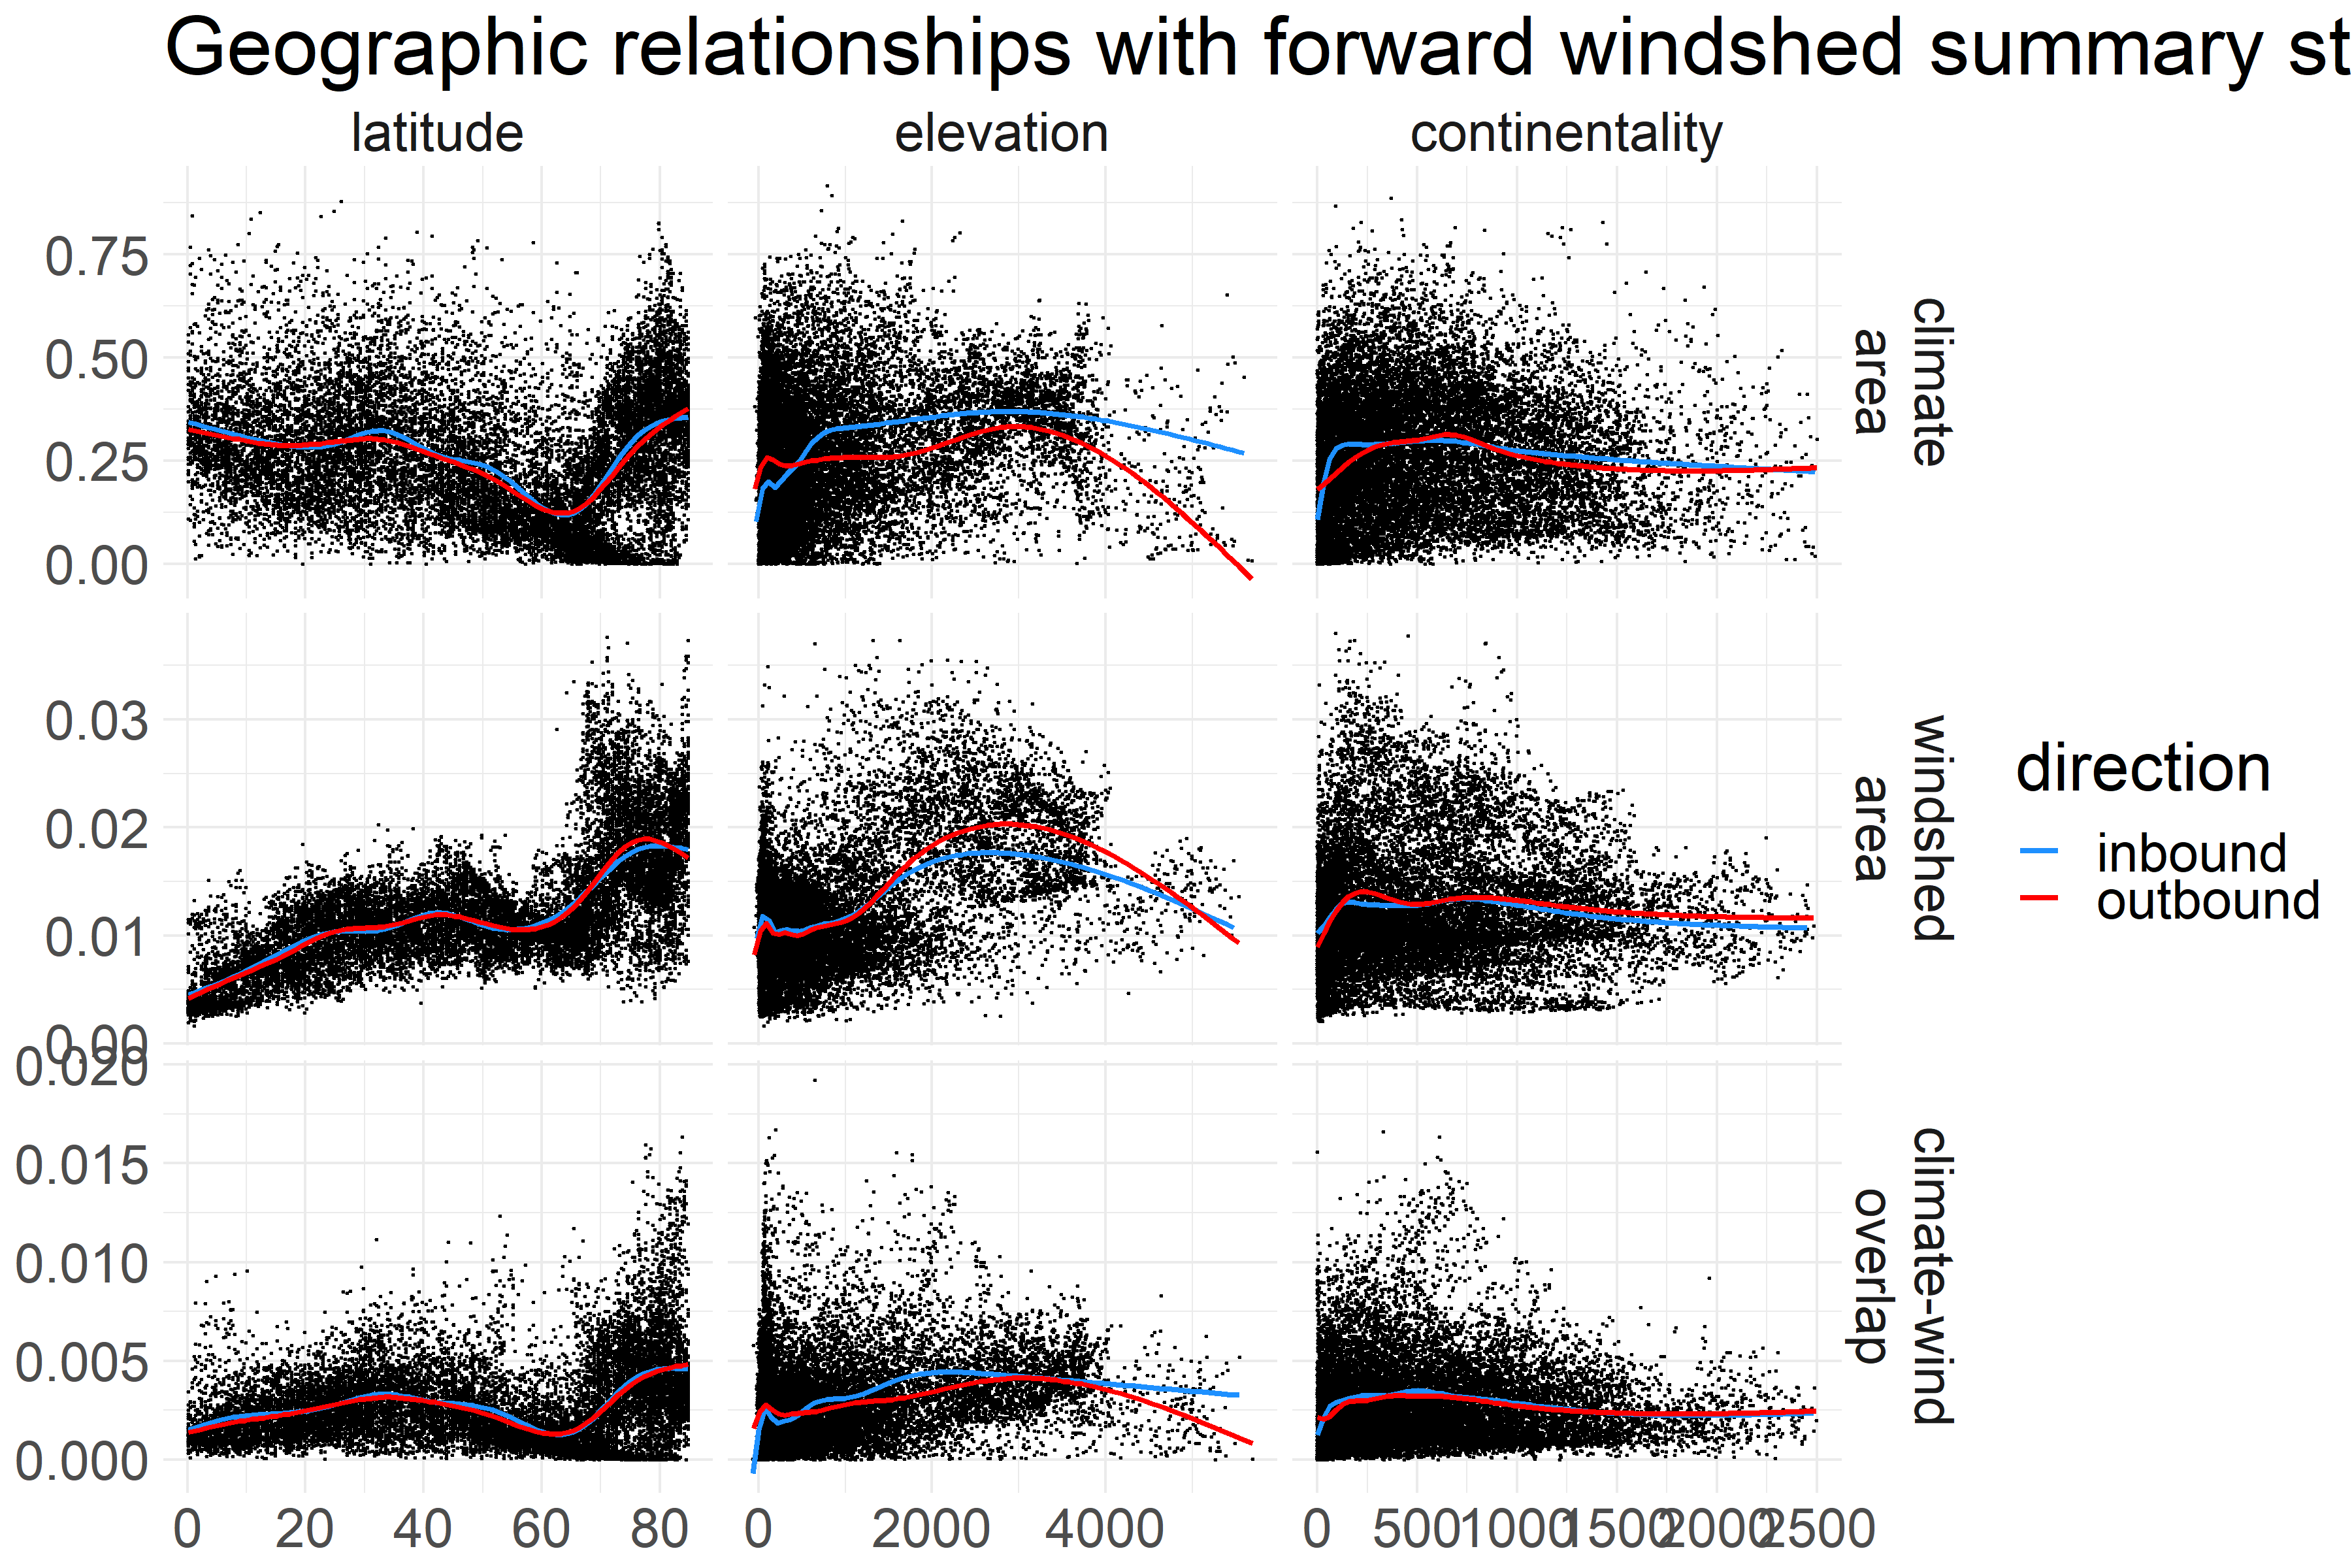 Geographic relationships with forward windshed summary st
latitude
elevation
continentality
0.75
0.50
0.25
0.00
climate
area
0.03
0.02
0.01
0.00
windshed
area
0.020
0.015
0.010
0.005
0.000
climate-wind
overlap
0 20 40 60 80
0 2000 4000
0 500 1000 1500 2000 2500
direction
inbound
outbound